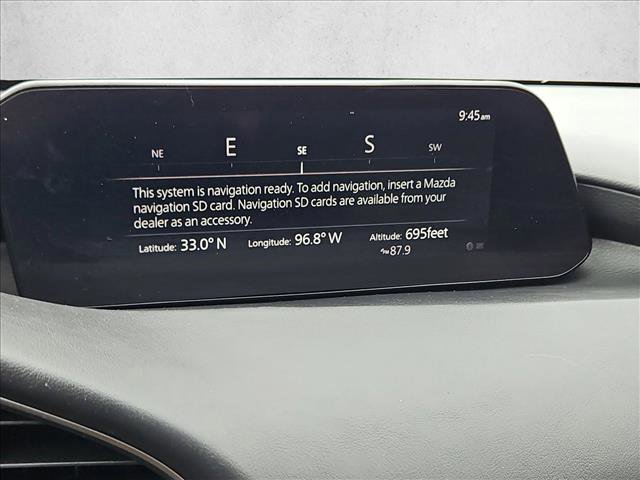 9:45am
NE E SE S SW
This system is navigation ready. To add navigation, insert a Mazda
navigation SD card. Navigation SD cards are available from your
dealer as an accessory.
Latitude: 33.0° N Longitude: 96.8° W Altitude: 695feet
FM 87.9